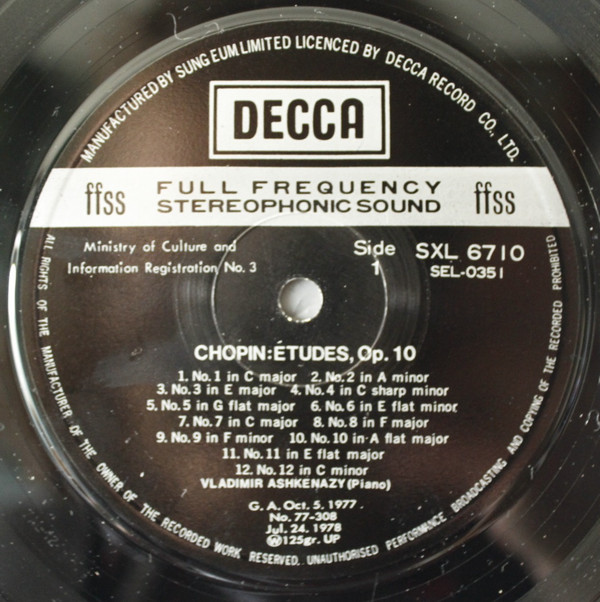 MANUFACTURED BY SUNG EUM LIMITED LICENCED BY DECCA RECORD CO., LTD.
DECCA
ffss
FULL FREQUENCY
STEREOPHONIC SOUND
ffss
Ministry of Culture and
Information Registration No. 3
Side
1
SXL 6710
SEL-0351
CHOPIN:ÉTUDES, Op. 10
1. No. 1 in C major 2. No. 2 in A minor
3. No. 3 in E major 4. No. 4 in C sharp minor
5. No. 5 in G flat major 6. No. 6 in E flat minor
7. No. 7 in C major 8. No. 8 in F major
9. No. 9 in F minor 10. No. 10 in A flat major
11. No. 11 in E flat major
12. No. 12 in C minor
VLADIMIR ASHKENAZY (Piano)
G. A. Oct. 5. 1977
No. 77-308
Jul. 24. 1978
Ⓦ125gr. UP
ALL RIGHTS OF THE MANUFACTURER OF THE OWNER OF THE RECORDED WORK RESERVED. UNAUTHORISED PERFORMANCE BROADCASTING AND COPYING OF THE RECORDED PROHIBITED